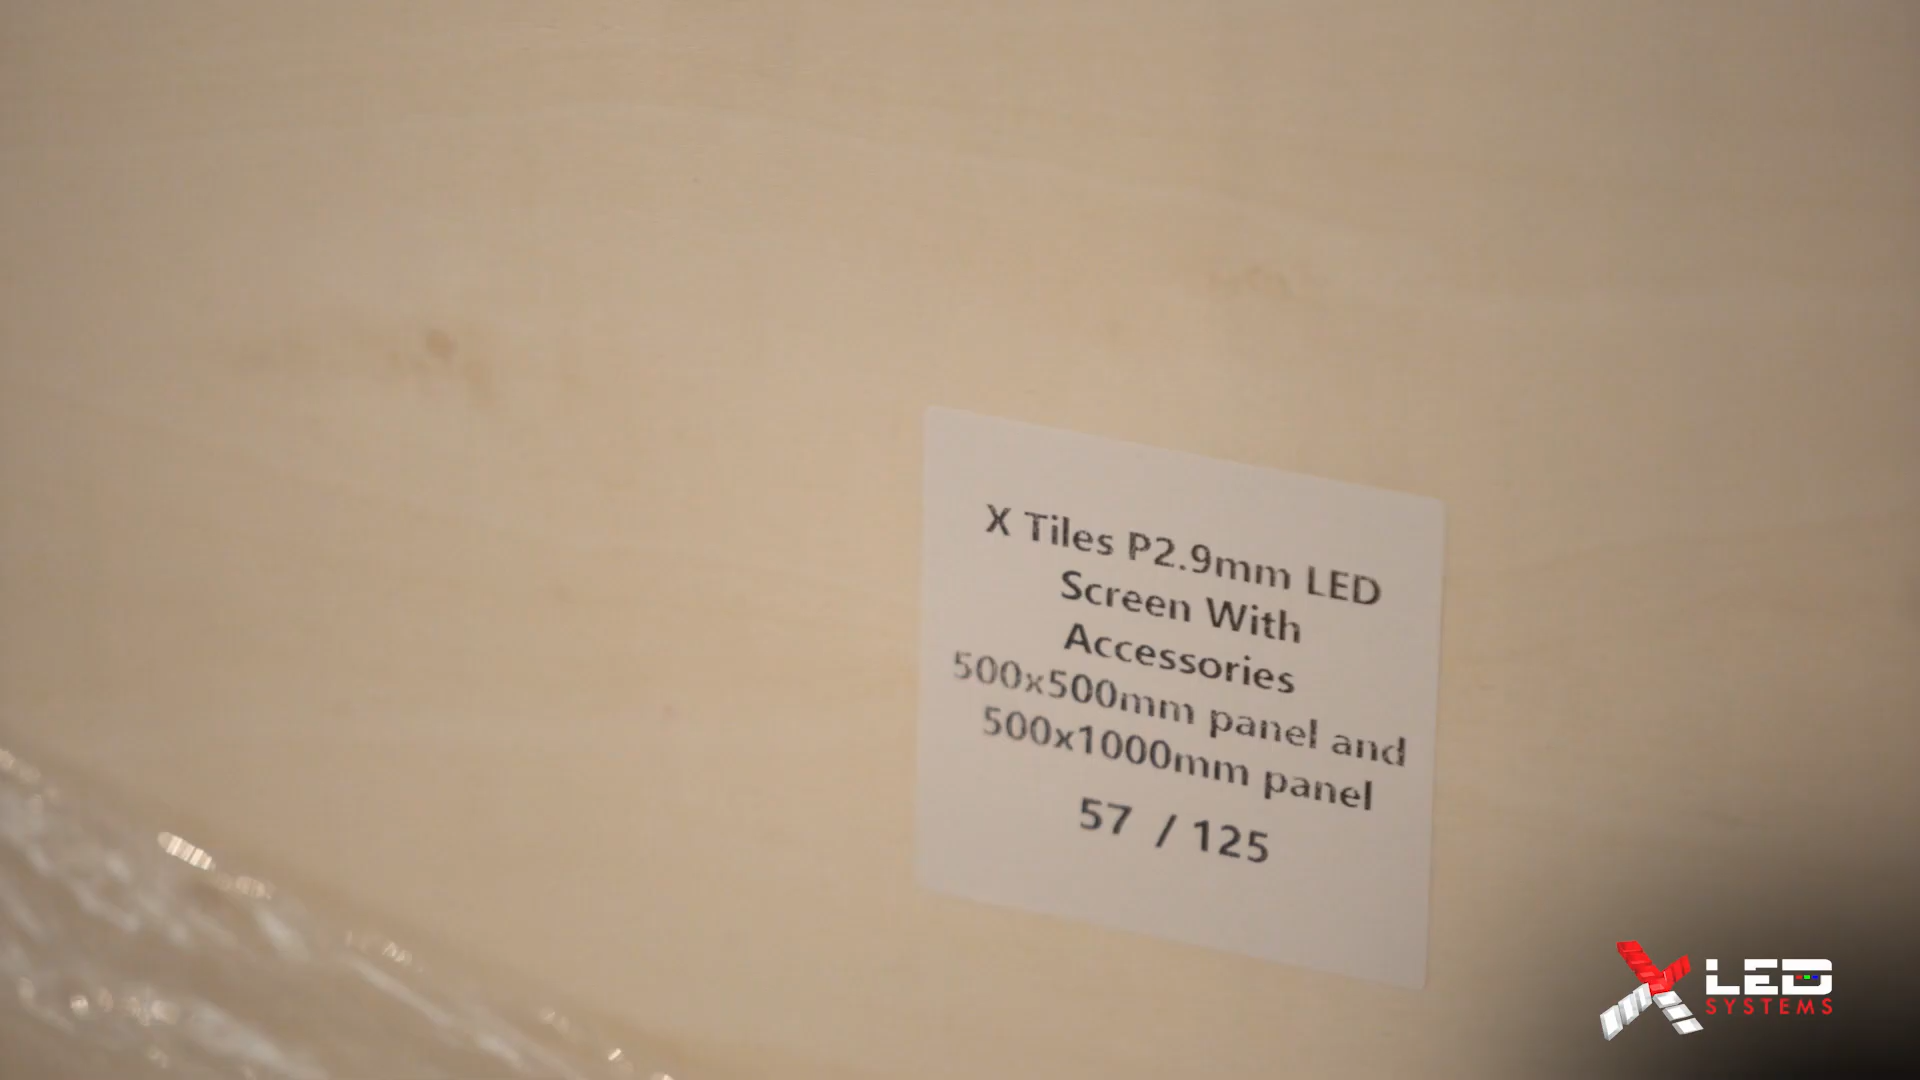 X Tiles P2.9mm LED
Screen With
Accessories
500x500mm panel and
500x1000mm panel
57 / 125
X LED
SYSTEMS